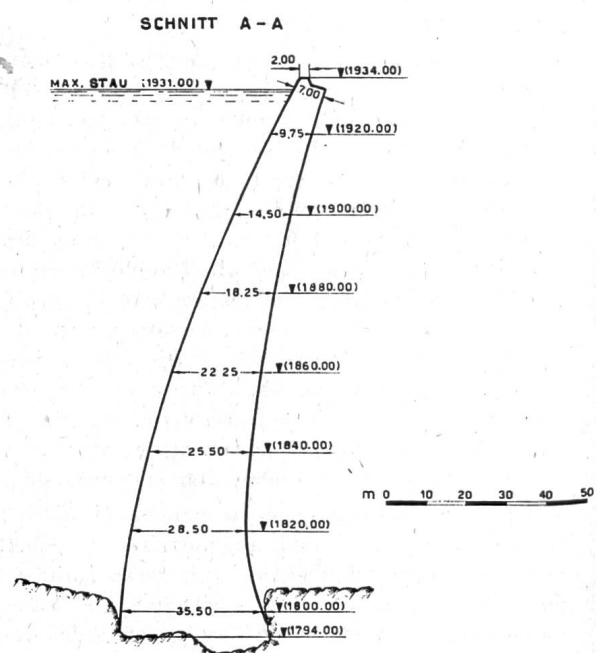 SCHNITT A-A
2,00
(1934.00)
MAX. STAU (1931.00)
7,00
9,75 (1920.00)
14,50 (1900.00)
18,25 (1880.00)
22 25 (1860.00)
25,50 (1840.00)
m 0 10 20 30 40 50
28,50 (1820,00)
35,50 (1800.00)
(1794.00)